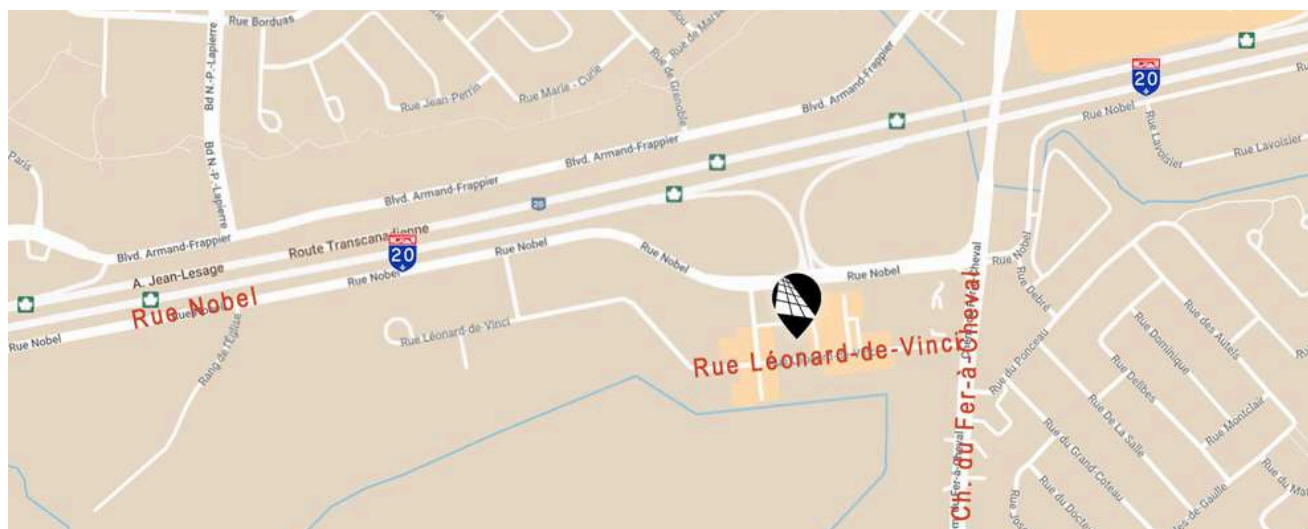 Rue Borduas
Bd N.-P.-Lapierre
Bd N.-P.-Lapierre
Rue Jean Perrin
Rue Marie - Curie
Rue de Grenoble
Blvd. Armand-Frappier
Blvd. Armand-Frappier
Blvd. Armand-Frappier
Blvd. Armand-Frappier
Paris
20
Rue Nobel
Rue Lavoisier
Rue Lavoisier
20
Route Transcanadienne
20
A. Jean-Lesage
Rue Nobel
Rue Nobel
Rue Nobel
Rue Nobel
Rue Nobel
Rue Nobel
Rue Nobel
Rang de l'Église
Rue Léonard-de-Vinci
Rue Léonard-de-Vinci
Ch. du Fer-à-Cheval
Rue Debré
Rue du Ponceau
Rue Dominique
Rue des Autels
Rue Delibes
Rue Montclair
Rue De La Salle
Rue du Grand-Coteau